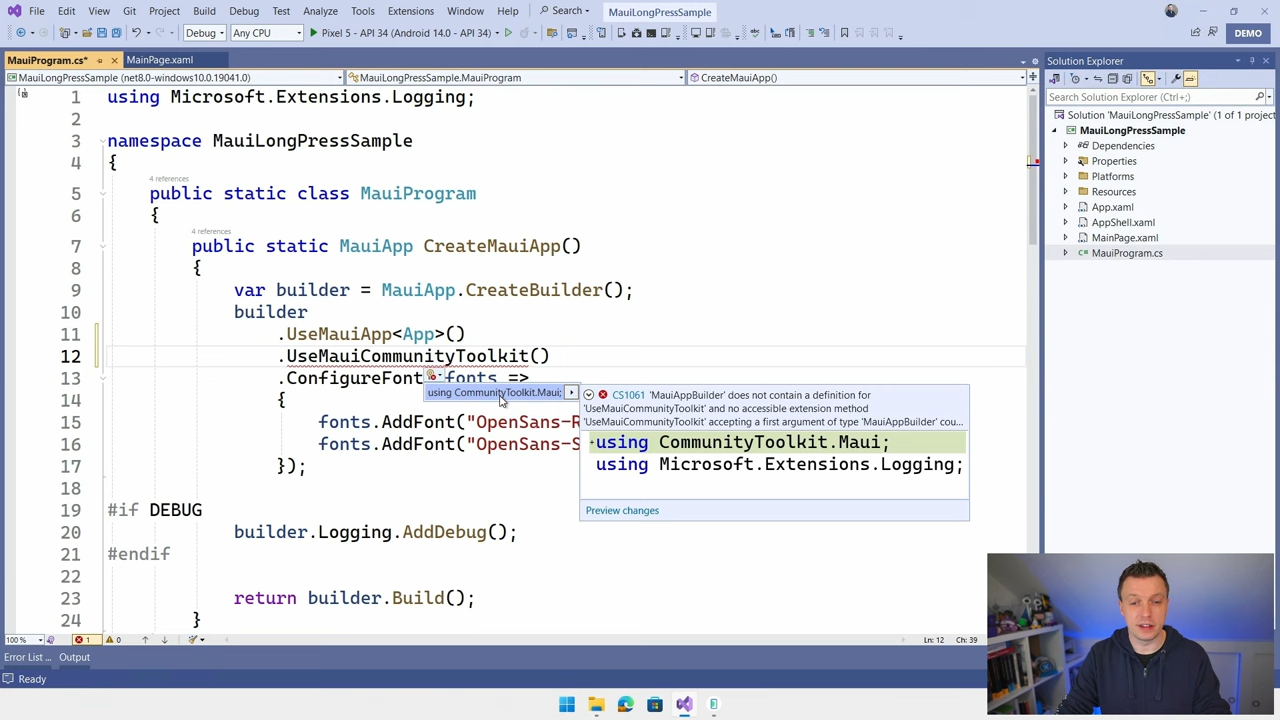 File Edit View Git Project Build Debug Test Analyze Tools Extensions Window Help Search MauiLongPressSample
Debug Any CPU Pixel 5 - API 34 (Android 14.0 - API 34) DEMO
MauiProgram.cs* MainPage.xaml
MauiLongPressSample (net8.0-windows10.0.19041.0) MauiLongPressSample.MauiProgram CreateMauiApp()
1 using Microsoft.Extensions.Logging;
2
3 namespace MauiLongPressSample
4 {
4 references
5 public static class MauiProgram
6 {
4 references
7 public static MauiApp CreateMauiApp()
8 {
9 var builder = MauiApp.CreateBuilder();
10 builder
11 .UseMauiApp<App>()
12 .UseMauiCommunityToolkit()
13 .ConfigureFont fonts =>
14 {
15 fonts.AddFont("OpenSans-R
16 fonts.AddFont("OpenSans-S
17 });
18
19 #if DEBUG
20 builder.Logging.AddDebug();
21 #endif
22
23 return builder.Build();
24 }
using CommunityToolkit.Maui;
CS1061 'MauiAppBuilder' does not contain a definition for
'UseMauiCommunityToolkit' and no accessible extension method
'UseMauiCommunityToolkit' accepting a first argument of type 'MauiAppBuilder' cou...
+using CommunityToolkit.Maui;
using Microsoft.Extensions.Logging;
Preview changes
Solution Explorer
Search Solution Explorer (Ctrl+;)
Solution 'MauiLongPressSample' (1 of 1 project
MauiLongPressSample
Dependencies
Properties
Platforms
Resources
App.xaml
AppShell.xaml
MainPage.xaml
C# MauiProgram.cs
100 % 1 0 Ln: 12 Ch: 39
Error List ... Output
Ready